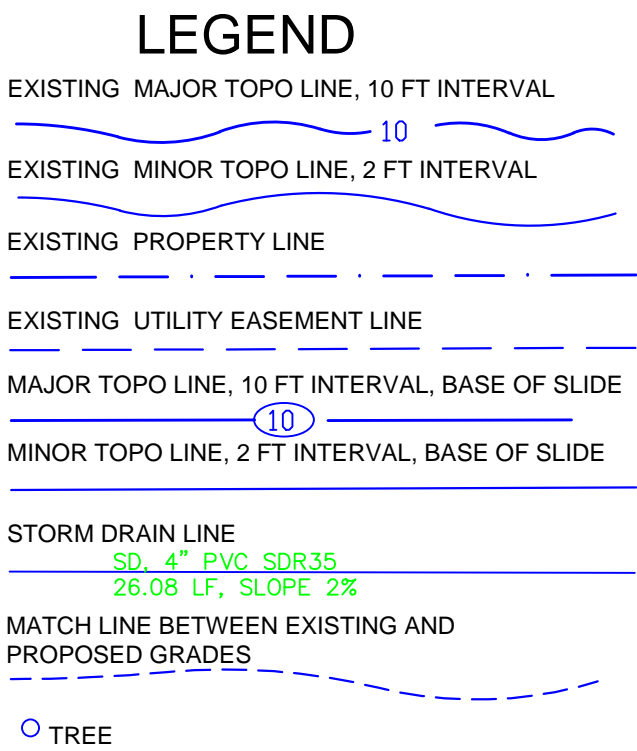 LEGEND
EXISTING MAJOR TOPO LINE, 10 FT INTERVAL
10
EXISTING MINOR TOPO LINE, 2 FT INTERVAL
EXISTING PROPERTY LINE
EXISTING UTILITY EASEMENT LINE
MAJOR TOPO LINE, 10 FT INTERVAL, BASE OF SLIDE
10
MINOR TOPO LINE, 2 FT INTERVAL, BASE OF SLIDE
STORM DRAIN LINE
SD, 4" PVC SDR35
26.08 LF, SLOPE 2%
MATCH LINE BETWEEN EXISTING AND
PROPOSED GRADES
TREE